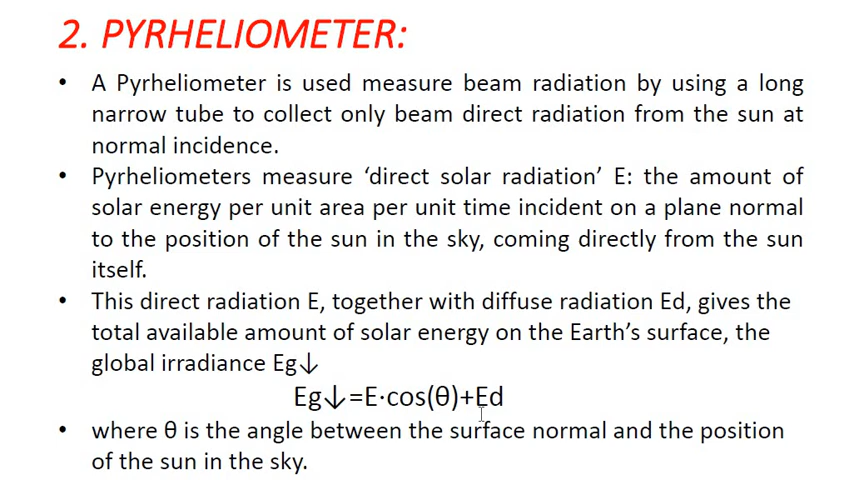 2. PYRHELIOMETER:
• A Pyrheliometer is used measure beam radiation by using a long
narrow tube to collect only beam direct radiation from the sun at
normal incidence.
• Pyrheliometers measure ‘direct solar radiation’ E: the amount of
solar energy per unit area per unit time incident on a plane normal
to the position of the sun in the sky, coming directly from the sun
itself.
• This direct radiation E, together with diffuse radiation Ed, gives the
total available amount of solar energy on the Earth’s surface, the
global irradiance Eg↓
Eg↓=E·cos(θ)+Ed
• where θ is the angle between the surface normal and the position
of the sun in the sky.